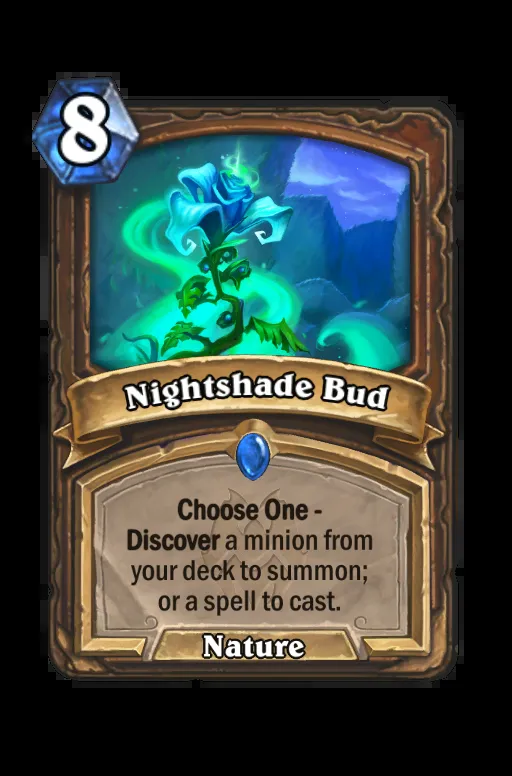 8
Nightshade Bud
Choose One -
Discover a minion from
your deck to summon;
or a spell to cast.
Nature